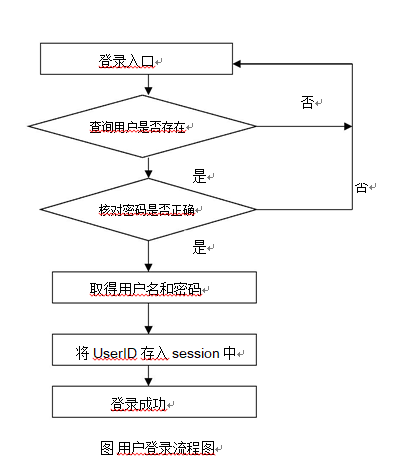 登录入口
查询用户是否存在
否
是
核对密码是否正确
否
是
取得用户名和密码
将 UserID 存入 session 中
登录成功
图 用户登录流程图